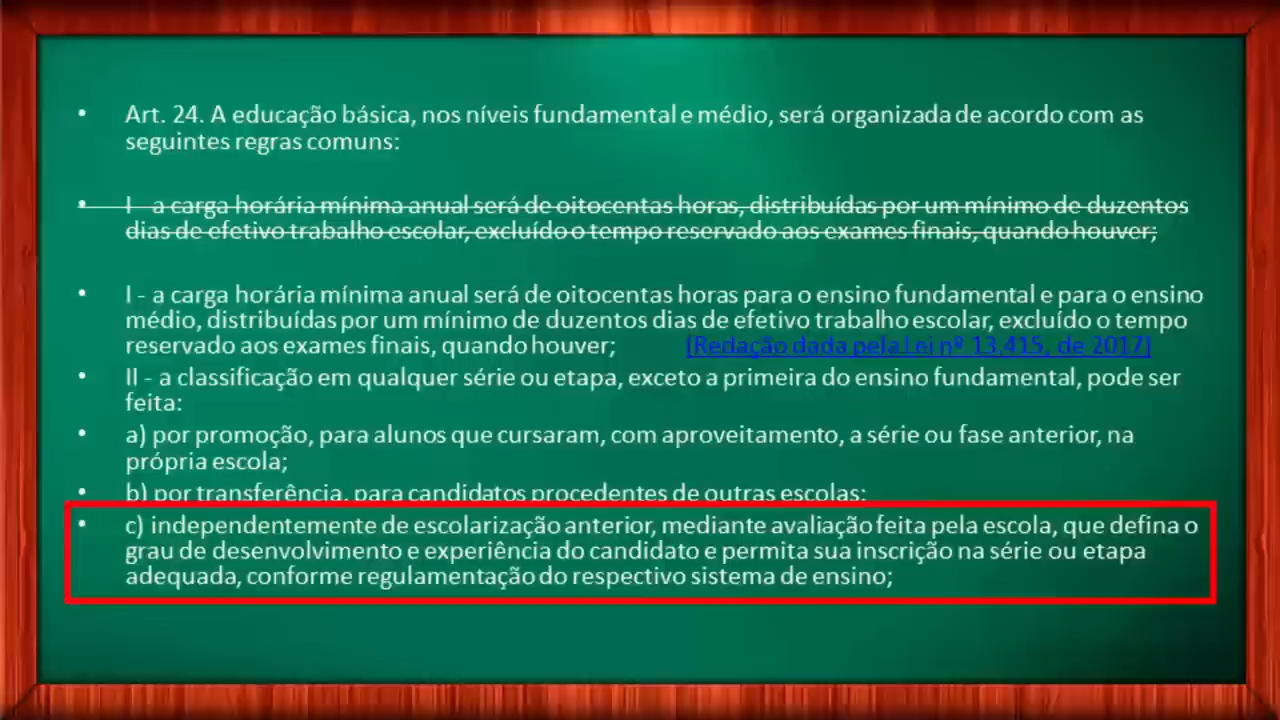 • Art. 24. A educação básica, nos níveis fundamental e médio, será organizada de acordo com as
seguintes regras comuns:
• I - a carga horária mínima anual será de oitocentas horas, distribuídas por um mínimo de duzentos
dias de efetivo trabalho escolar, excluído o tempo reservado aos exames finais, quando houver;
• I - a carga horária mínima anual será de oitocentas horas para o ensino fundamental e para o ensino
médio, distribuídas por um mínimo de duzentos dias de efetivo trabalho escolar, excluído o tempo
reservado aos exames finais, quando houver; (Redação dada pela Lei nº 13.415, de 2017)
• II - a classificação em qualquer série ou etapa, exceto a primeira do ensino fundamental, pode ser
feita:
• a) por promoção, para alunos que cursaram, com aproveitamento, a série ou fase anterior, na
própria escola;
• b) por transferência, para candidatos procedentes de outras escolas;
• c) independentemente de escolarização anterior, mediante avaliação feita pela escola, que defina o
grau de desenvolvimento e experiência do candidato e permita sua inscrição na série ou etapa
adequada, conforme regulamentação do respectivo sistema de ensino;